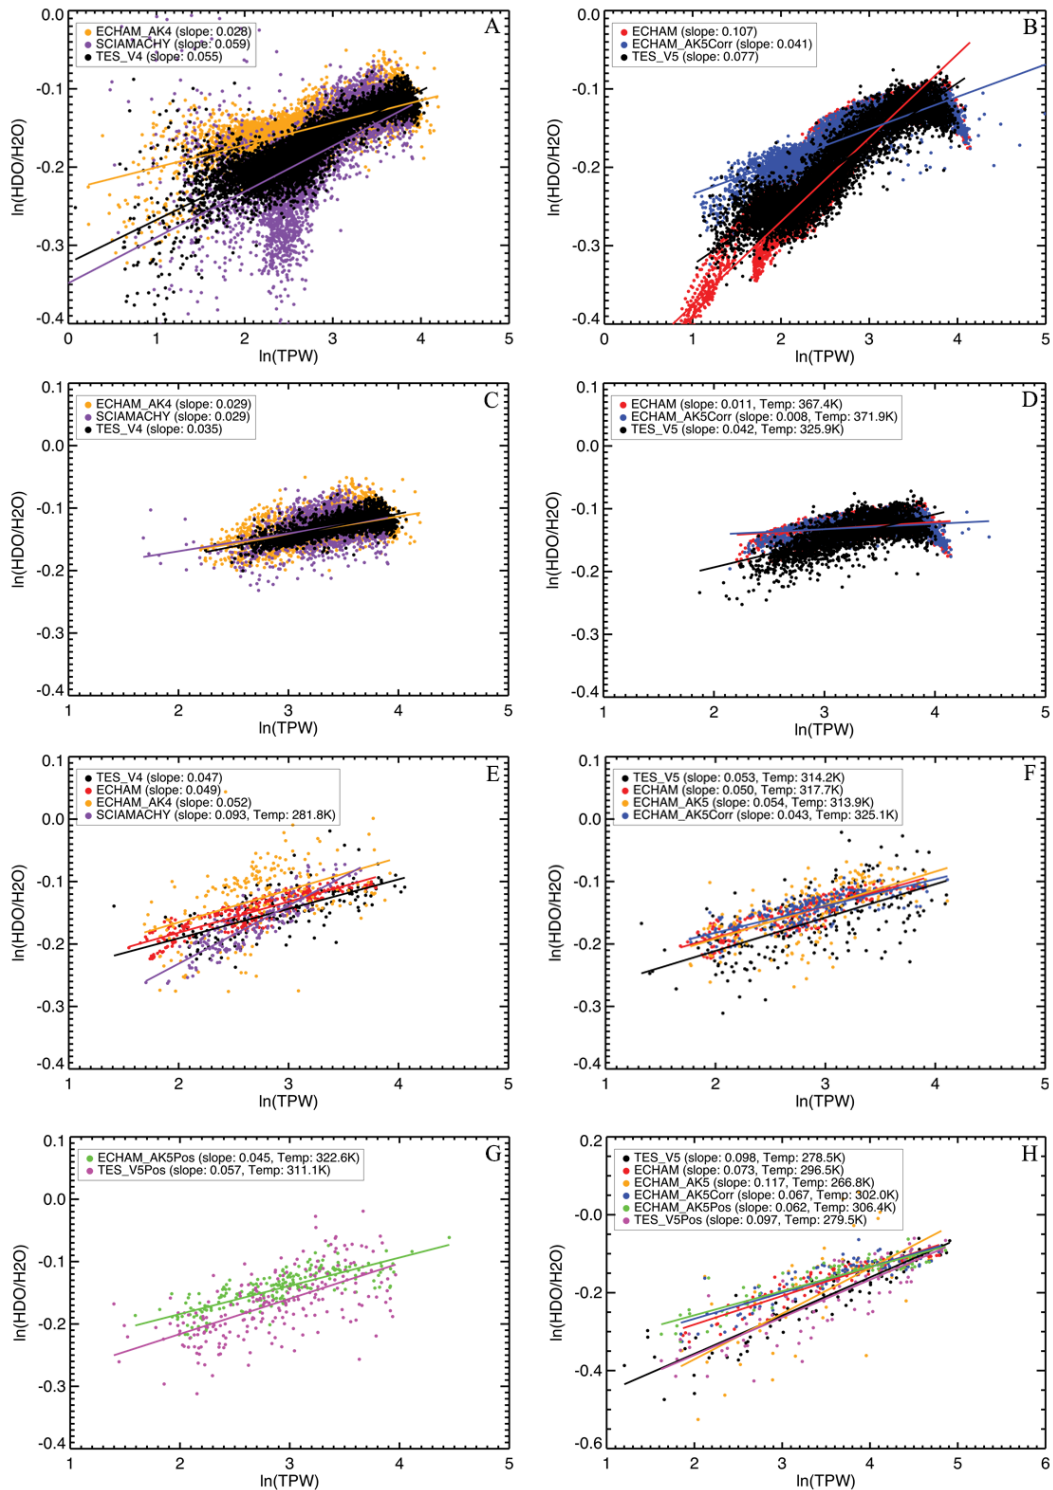 A
ECHAM_AK4 (slope: 0.028)
SCIAMACHY (slope: 0.059)
TES_V4 (slope: 0.055)
0.0
-0.1
-0.2
-0.3
-0.4
ln(HDO/H2O)
0 1 2 3 4 5
ln(TPW)
B
ECHAM (slope: 0.107)
ECHAM_AK5Corr (slope: 0.041)
TES_V5 (slope: 0.077)
0.0
-0.1
-0.2
-0.3
-0.4
ln(HDO/H2O)
0 1 2 3 4 5
ln(TPW)
C
ECHAM_AK4 (slope: 0.029)
SCIAMACHY (slope: 0.029)
TES_V4 (slope: 0.035)
0.1
0.0
-0.1
-0.2
-0.3
-0.4
ln(HDO/H2O)
1 2 3 4 5
ln(TPW)
D
ECHAM (slope: 0.011, Temp: 367.4K)
ECHAM_AK5Corr (slope: 0.008, Temp: 371.9K)
TES_V5 (slope: 0.042, Temp: 325.9K)
0.1
0.0
-0.1
-0.2
-0.3
-0.4
ln(HDO/H2O)
1 2 3 4 5
ln(TPW)
E
TES_V4 (slope: 0.047)
ECHAM (slope: 0.049)
ECHAM_AK4 (slope: 0.052)
SCIAMACHY (slope: 0.093, Temp: 281.8K)
0.1
0.0
-0.1
-0.2
-0.3
-0.4
ln(HDO/H2O)
1 2 3 4 5
ln(TPW)
F
TES_V5 (slope: 0.053, Temp: 314.2K)
ECHAM (slope: 0.050, Temp: 317.7K)
ECHAM_AK5 (slope: 0.054, Temp: 313.9K)
ECHAM_AK5Corr (slope: 0.043, Temp: 325.1K)
0.1
0.0
-0.1
-0.2
-0.3
-0.4
ln(HDO/H2O)
1 2 3 4 5
ln(TPW)
G
ECHAM_AK5Pos (slope: 0.045, Temp: 322.6K)
TES_V5Pos (slope: 0.057, Temp: 311.1K)
0.1
0.0
-0.1
-0.2
-0.3
-0.4
ln(HDO/H2O)
1 2 3 4 5
ln(TPW)
H
TES_V5 (slope: 0.098, Temp: 278.5K)
ECHAM (slope: 0.073, Temp: 296.5K)
ECHAM_AK5 (slope: 0.117, Temp: 266.8K)
ECHAM_AK5Corr (slope: 0.067, Temp: 302.0K)
ECHAM_AK5Pos (slope: 0.062, Temp: 306.4K)
TES_V5Pos (slope: 0.097, Temp: 279.5K)
0.2
-0.0
-0.2
-0.4
-0.6
ln(HDO/H2O)
1 2 3 4 5 6
ln(TPW)